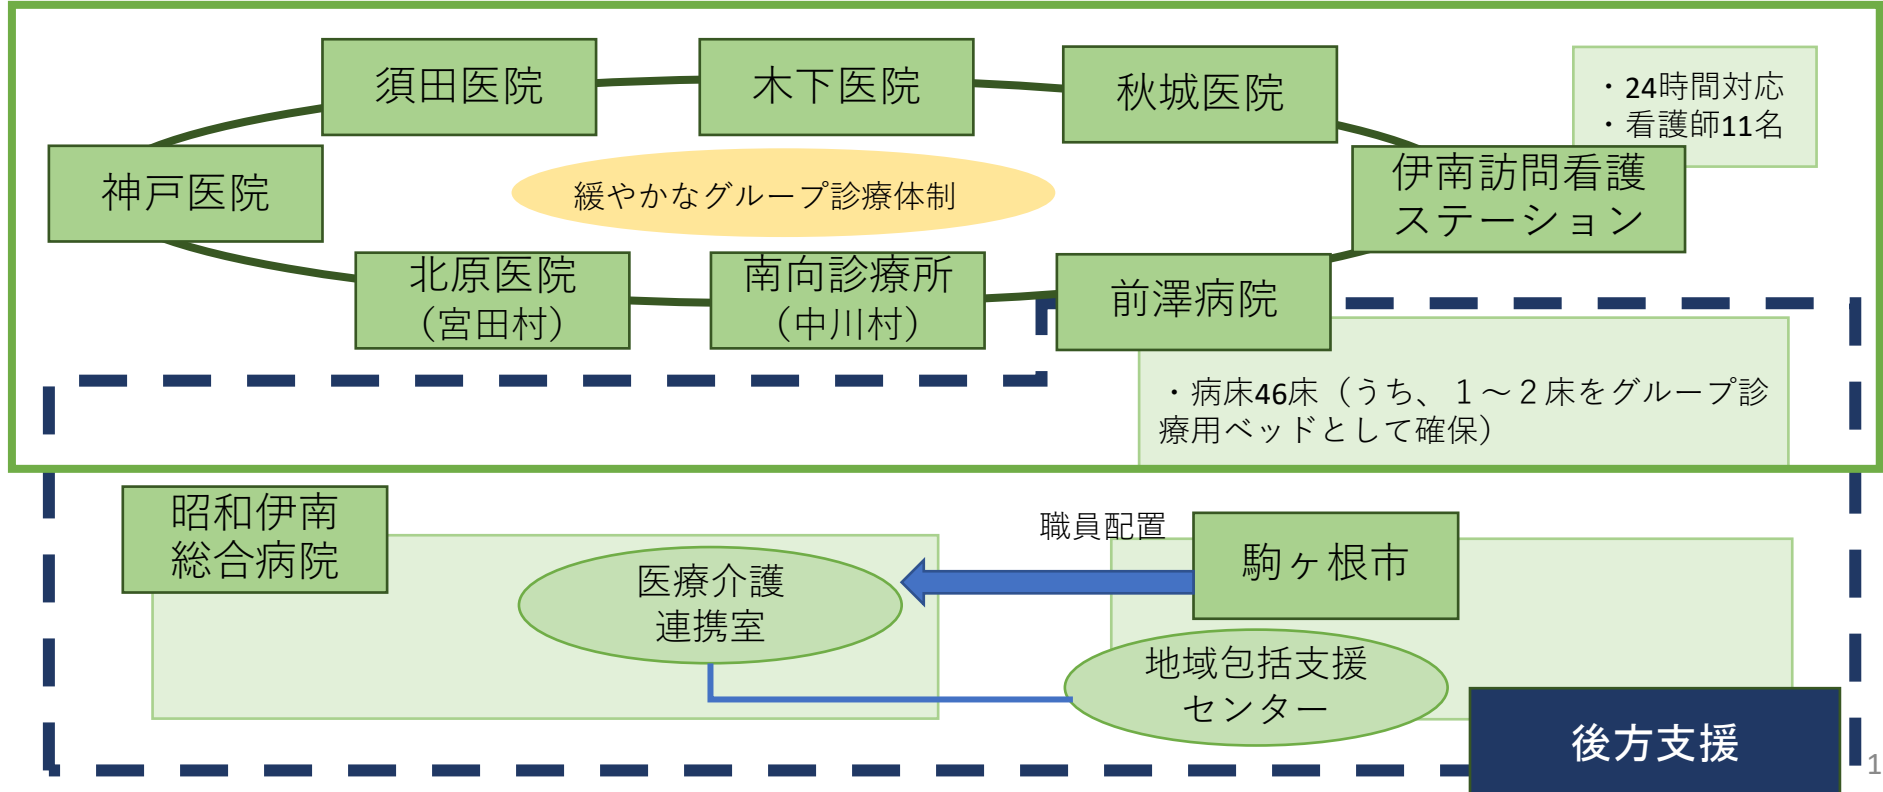 須田医院
木下医院
秋城医院
・24時間対応
・看護師11名
神戸医院
緩やかなグループ診療体制
伊南訪問看護
ステーション
北原医院
（宮田村）
南向診療所
（中川村）
前澤病院
・病床46床（うち、１～２床をグループ診
療用ベッドとして確保）
昭和伊南
総合病院
医療介護
連携室
職員配置
駒ヶ根市
地域包括支援
センター
後方支援
1